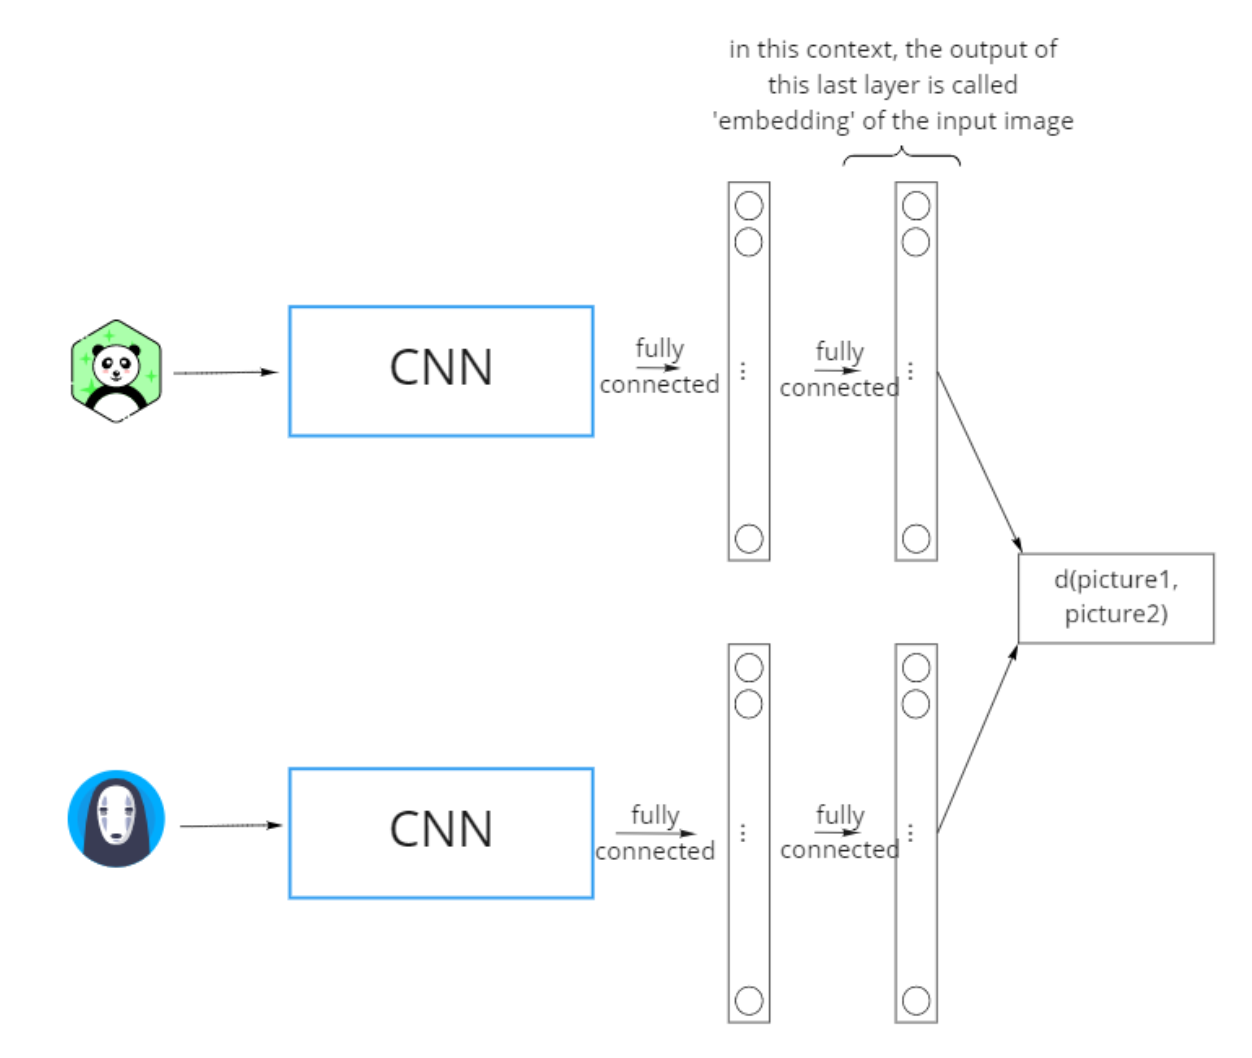 in this context, the output of
this last layer is called
'embedding' of the input image
CNN
fully
connected
fully
connected
d(picture1,
picture2)
CNN
fully
connected
fully
connected